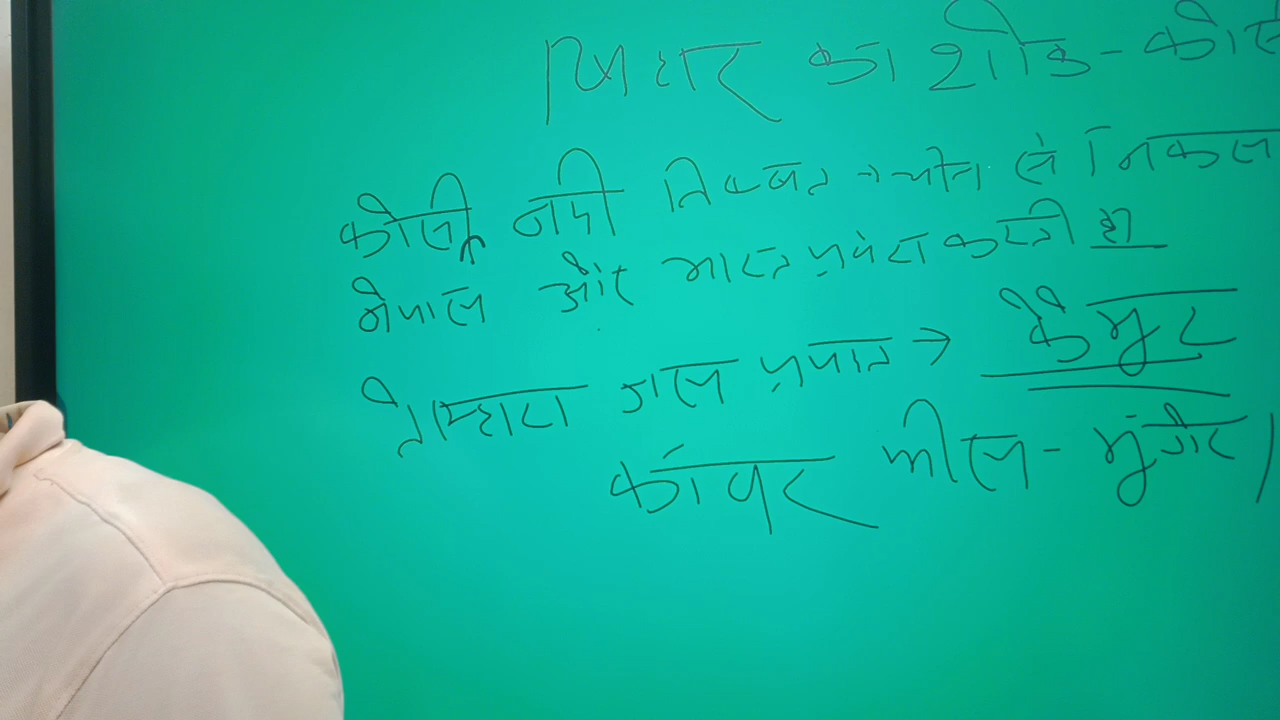 बिहार का शोक - कोस
कोसी नदी तिब्बत → चीन से निकल
नेपाल और भारत प्रवेश करती है
जल प्रपात → कैमूर
कांवर झील - मुंगेर।